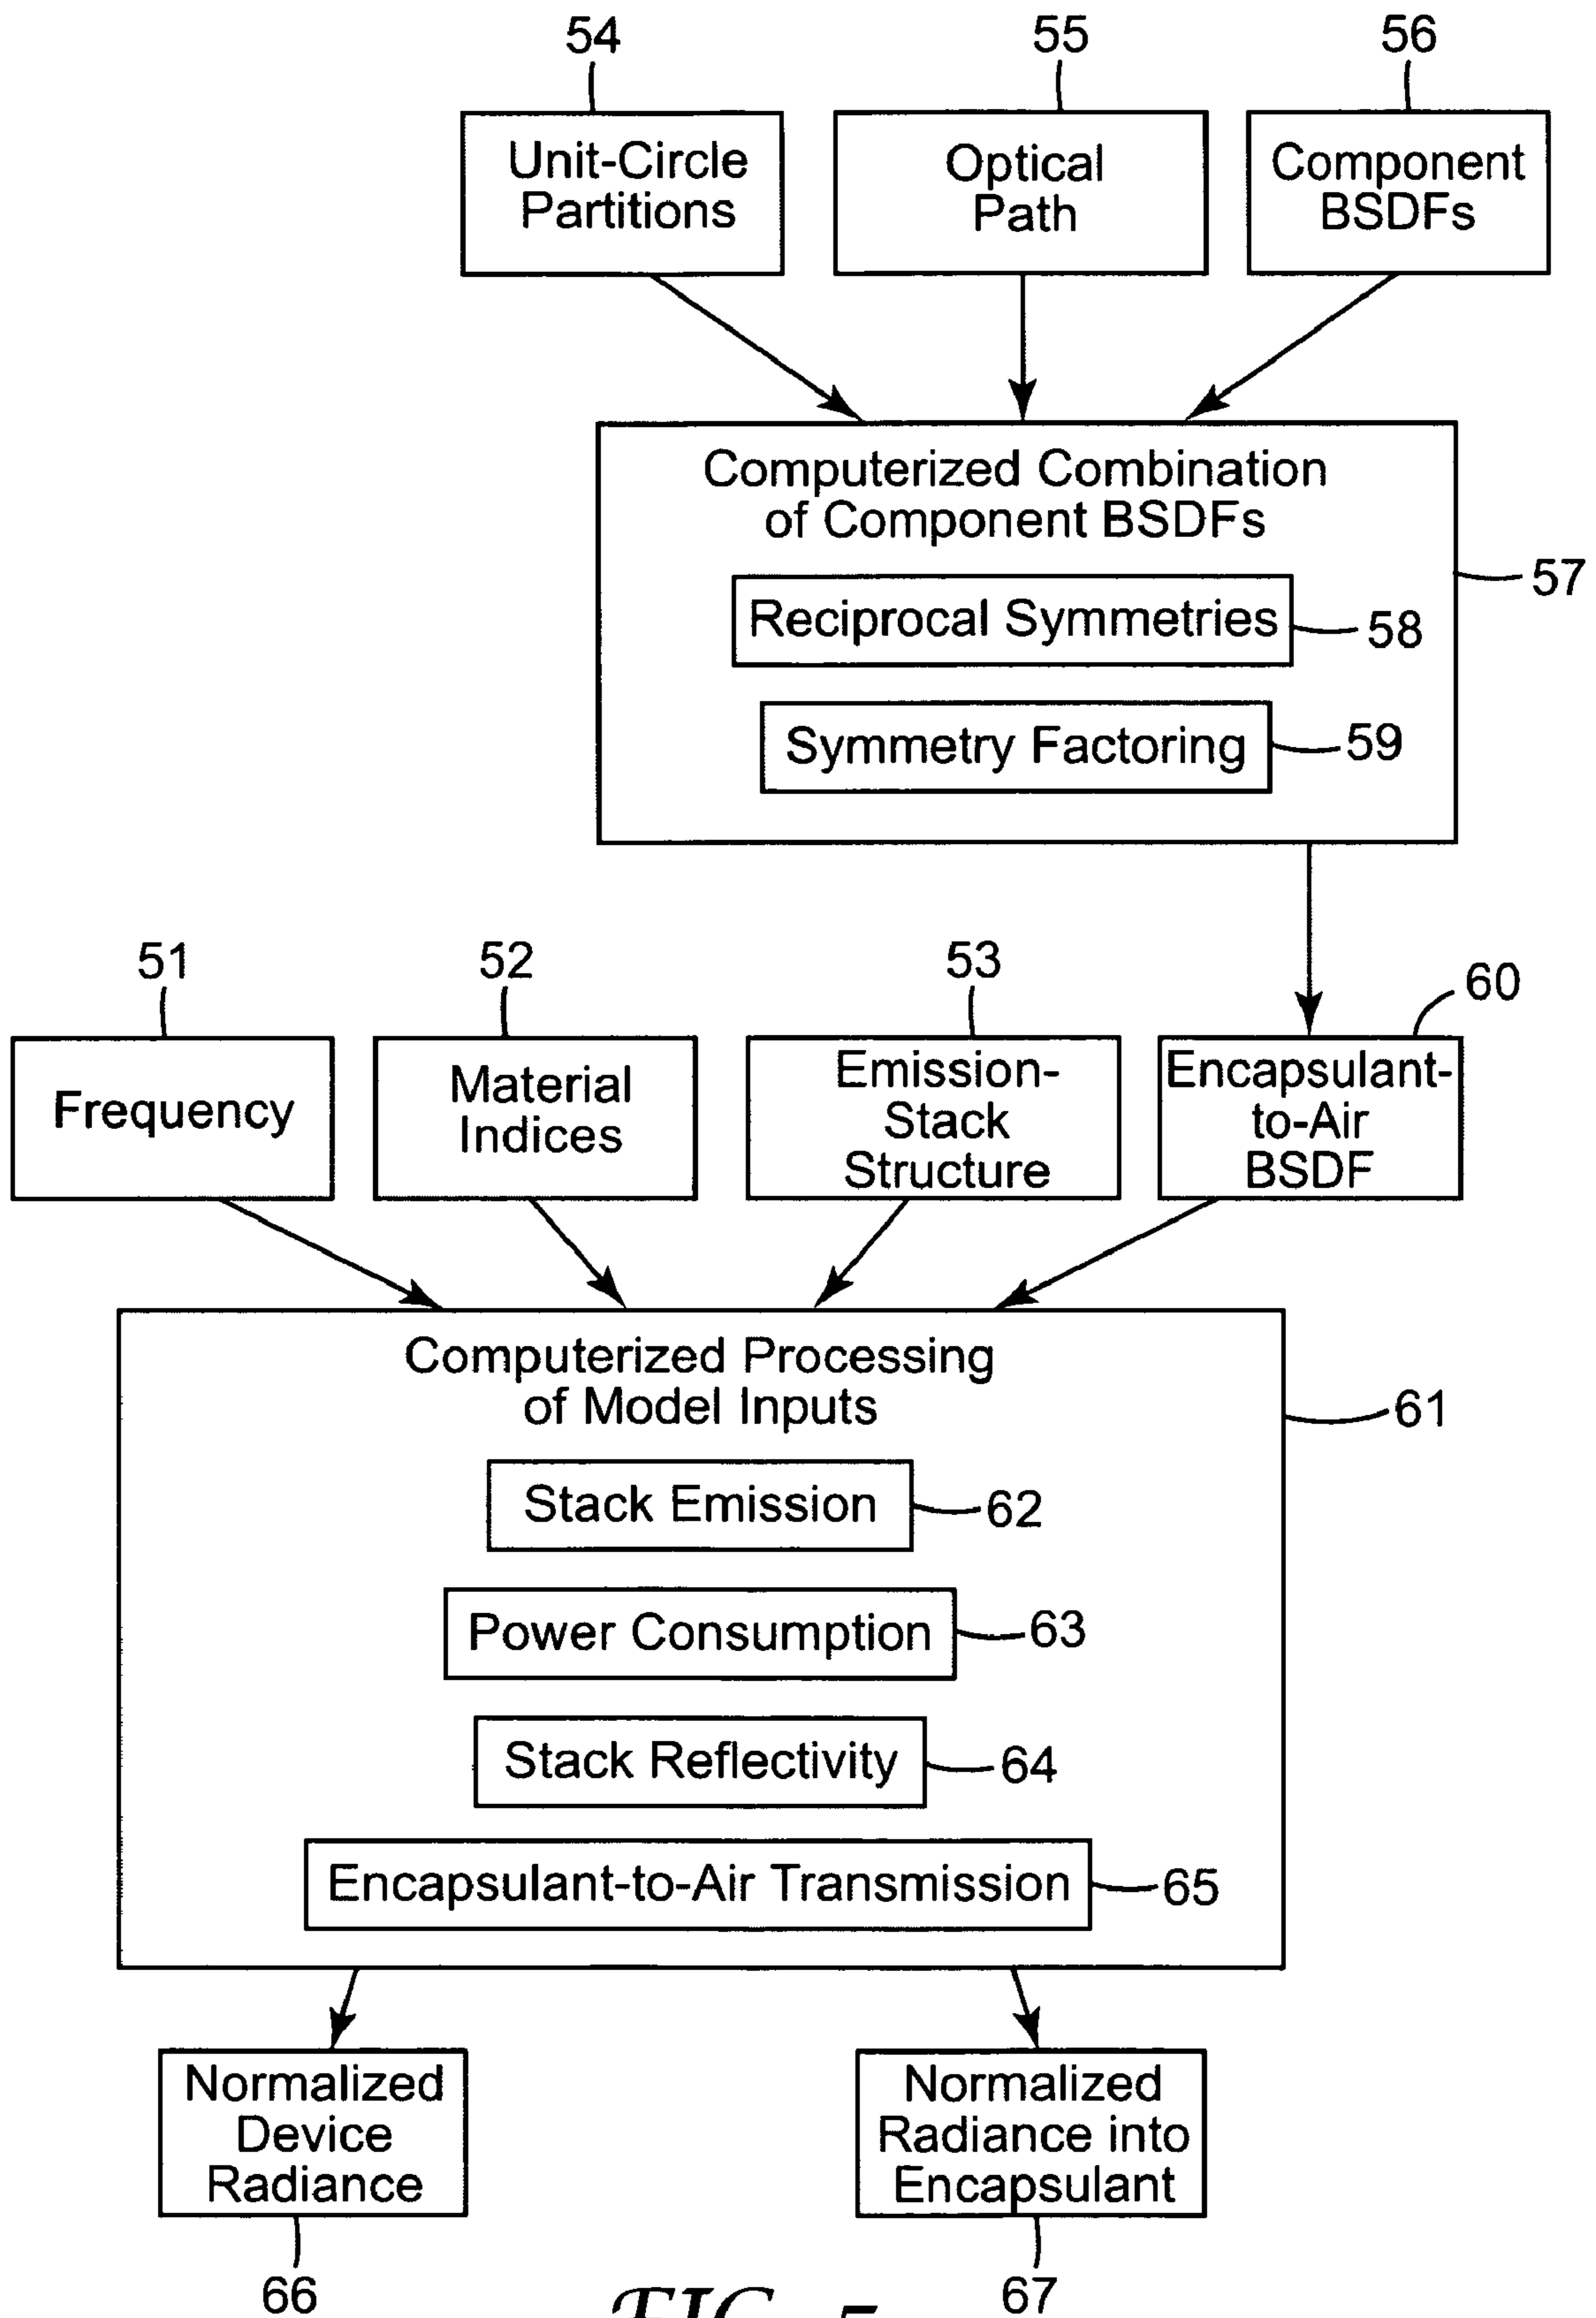 54
55
56
Unit-Circle
Partitions
Optical
Path
Component
BSDFs
Computerized Combination
of Component BSDFs
57
Reciprocal Symmetries
58
Symmetry Factoring
59
51
52
53
60
Frequency
Material
Indices
Emission-
Stack
Structure
Encapsulant-
to-Air
BSDF
Computerized Processing
of Model Inputs
61
Stack Emission
62
Power Consumption
63
Stack Reflectivity
64
Encapsulant-to-Air Transmission
65
Normalized
Device
Radiance
Normalized
Radiance into
Encapsulant
66
67